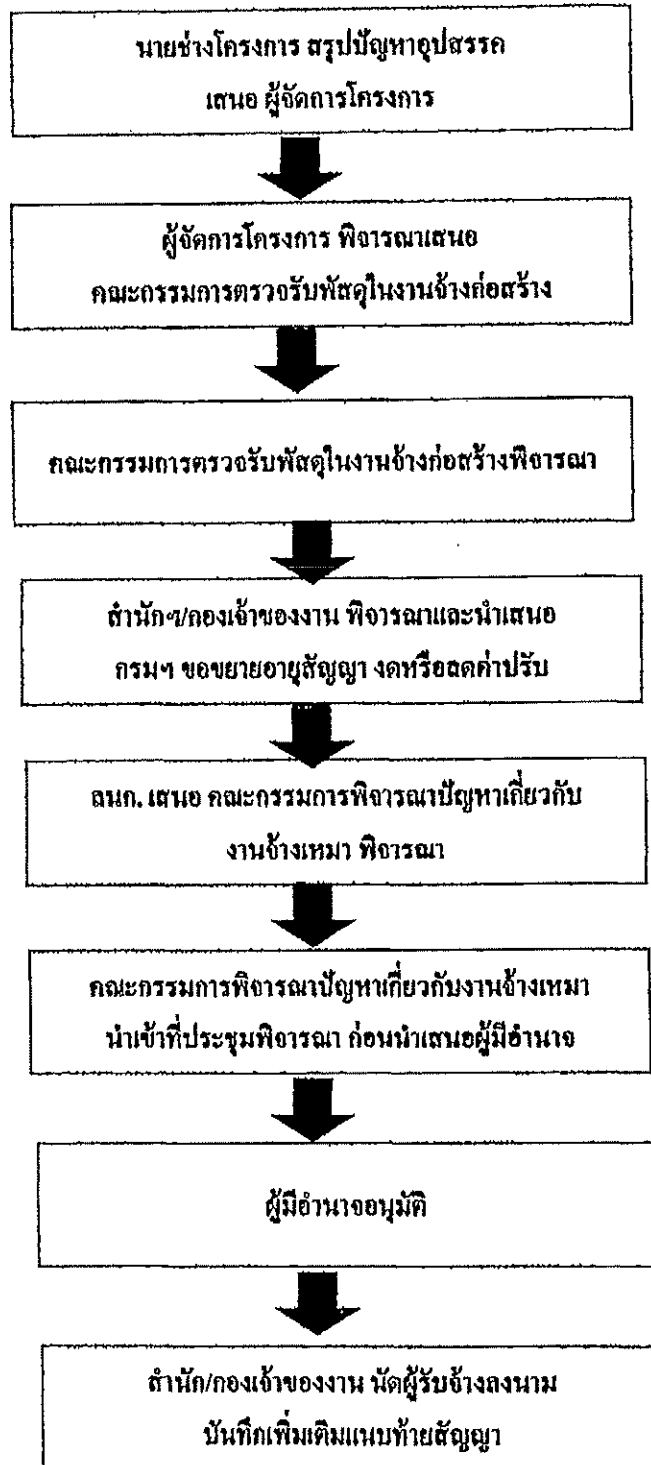 นายช่างโครงการ สรุปปัญหาอุปสรรค
เสนอ ผู้จัดการโครงการ
ผู้จัดการโครงการ พิจารณาเสนอ
คณะกรรมการตรวจรับพัสดุในงานจ้างก่อสร้าง
คณะกรรมการตรวจรับพัสดุในงานจ้างก่อสร้างพิจารณา
สำนักฯ/กองเจ้าของงาน พิจารณาและนำเสนอ
กรมฯ ขอขยายอายุสัญญา งดหรือลดค่าปรับ
ลนก. เสนอ คณะกรรมการพิจารณาปัญหาเกี่ยวกับ
งานจ้างเหมา พิจารณา
คณะกรรมการพิจารณาปัญหาเกี่ยวกับงานจ้างเหมา
นำเข้าที่ประชุมพิจารณา ก่อนนำเสนอผู้มีอำนาจ
ผู้มีอำนาจอนุมัติ
สำนัก/กองเจ้าของงาน นัดผู้รับจ้างลงนาม
บันทึกเพิ่มเติมแนบท้ายสัญญา